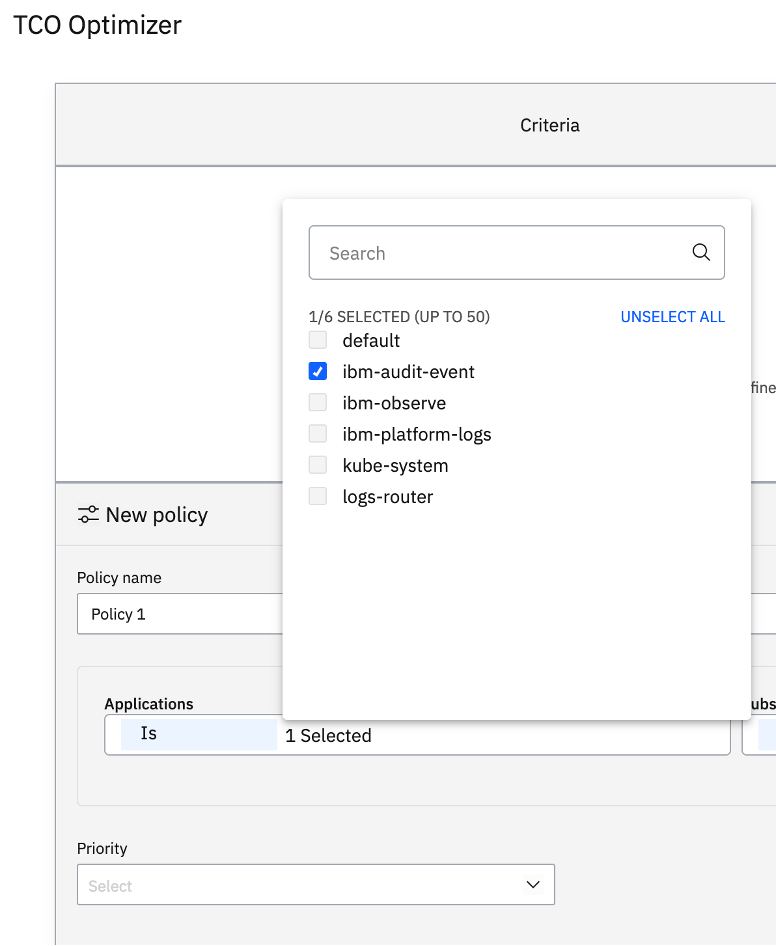 TCO Optimizer
Criteria
Search
1/6 SELECTED (UP TO 50) UNSELECT ALL
default
ibm-audit-event
fine
ibm-observe
ibm-platform-logs
kube-system
logs-router
New policy
Policy name
Policy 1
Applications
ubs
Is 1 Selected
Priority
Select